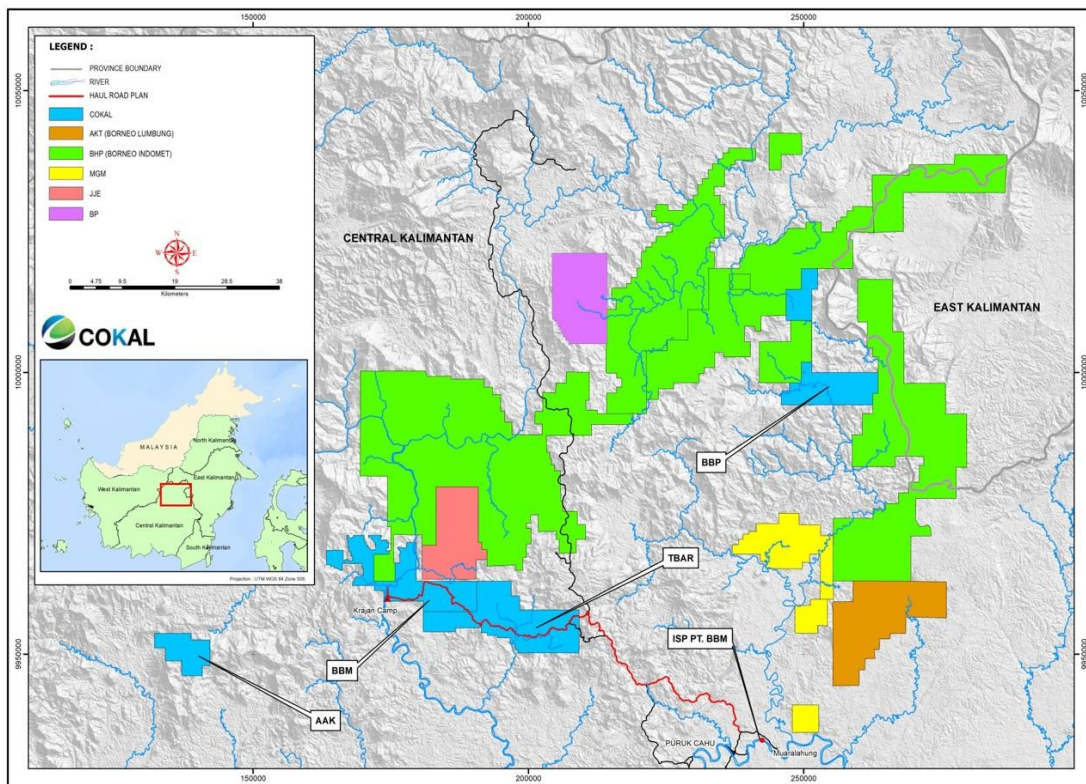 150000
200000
250000
10050000
10000000
9950000
10050000
10000000
9950000
150000
200000
250000
LEGEND :
PROVINCE BOUNDARY
RIVER
HAUL ROAD PLAN
COKAL
AKT (BORNEO LUMBUNG)
BHP (BORNEO INDOMET)
MGM
JJE
BP
N
W
E
S
0 4.75 9.5 19 28.5 38
Kilometers
COKAL
MALAYSIA
North Kalimantan
West Kalimantan
East Kalimantan
Central Kalimantan
South Kalimantan
Projection : UTM WGS 84 Zone 50S
CENTRAL KALIMANTAN
EAST KALIMANTAN
BBP
TBAR
Krajan Camp
ISP PT. BBM
BBM
AAK
PURUK CAHU
Muaralahung